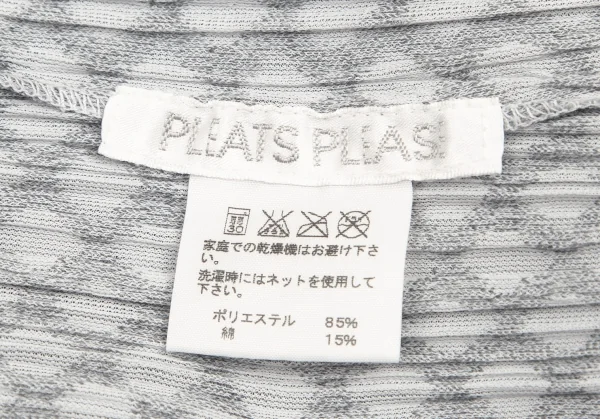 PLEATS PLEASE
30
家庭での乾燥機はお避け下さ
い。
洗濯時にはネットを使用して
下さい。
ポリエステル 85%
綿 15%